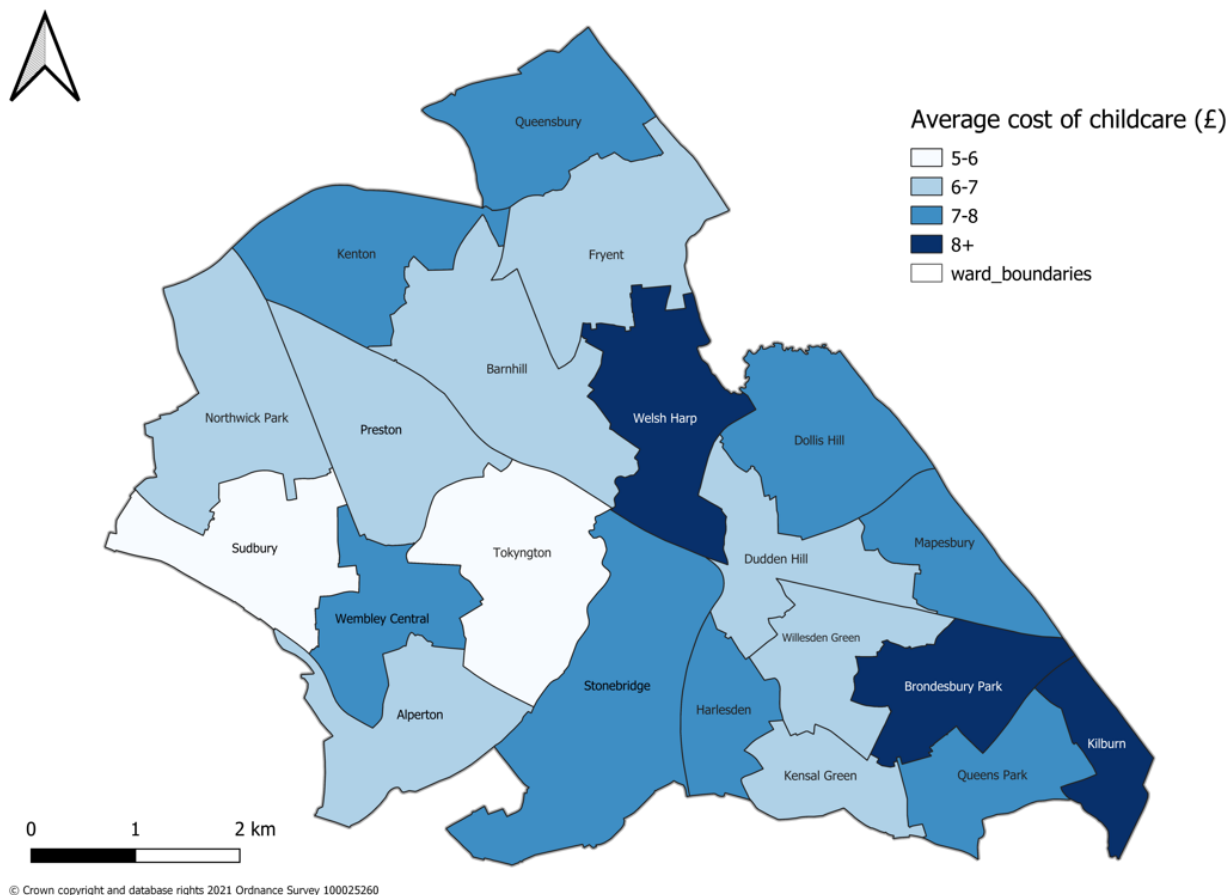 Average cost of childcare (£)
5-6
6-7
7-8
8+
ward_boundaries
Queensbury
Kenton
Fryent
Barnhill
Northwick Park
Preston
Welsh Harp
Dollis Hill
Sudbury
Tokyngton
Dudden Hill
Mapesbury
Wembley Central
Willesden Green
Stonebridge
Brondesbury Park
Alperton
Harlesden
Kilburn
Kensal Green
Queens Park
0 1 2 km
© Crown copyright and database rights 2021 Ordnance Survey 100025260